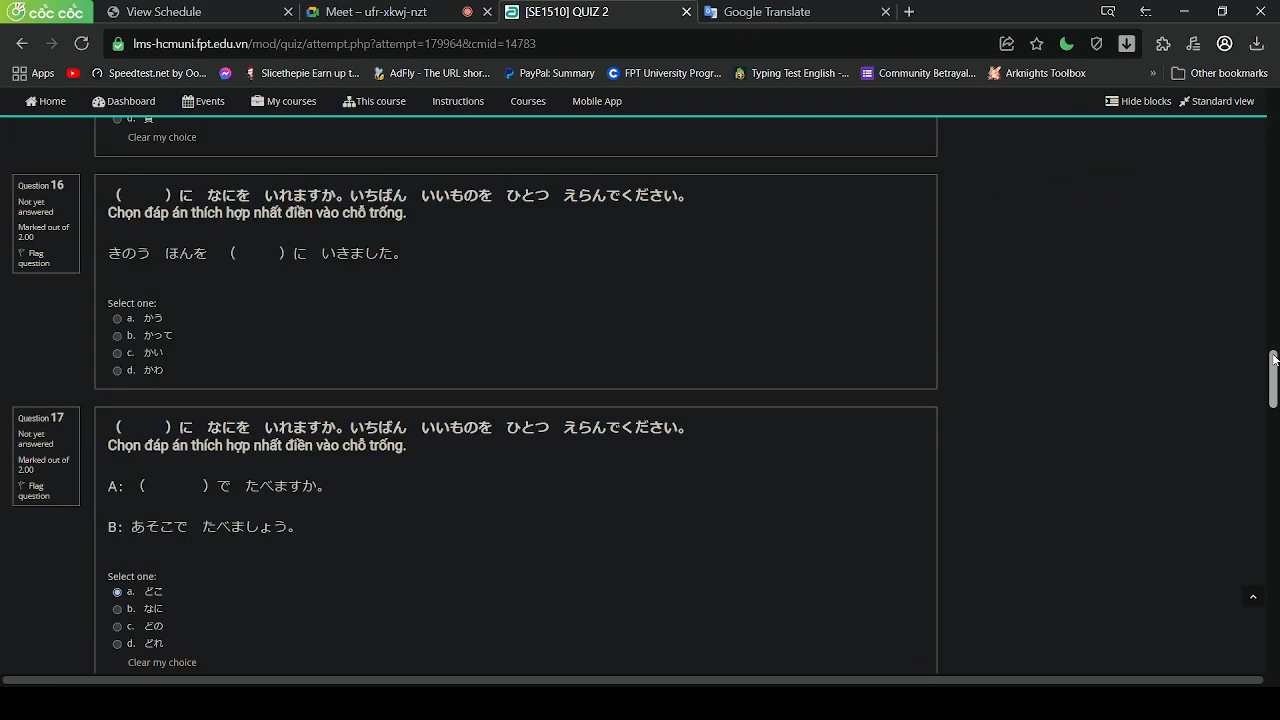 cốc cốc
View Schedule
Meet – ufr-xkwj-nzt
[SE1510] QUIZ 2
Google Translate
lms-hcmuni.fpt.edu.vn/mod/quiz/attempt.php?attempt=179964&cmid=14783
Apps
Speedtest.net by Oo...
Slicethepie Earn up t...
AdFly - The URL shor...
PayPal: Summary
FPT University Progr...
Typing Test English -...
Community Betrayal...
Arknights Toolbox
»
Other bookmarks
Home
Dashboard
Events
My courses
This course
Instructions
Courses
Mobile App
Hide blocks
Standard view
Clear my choice
Question 16
Not yet
answered
Marked out of
2.00
Flag
question
（　　）に　なにを　いれますか。いちばん　いいものを　ひとつ　えらんでください。
Chọn đáp án thích hợp nhất điền vào chỗ trống.
きのう　ほんを　（　　）に　いきました。
Select one:
a. かう
b. かって
c. かい
d. かわ
Question 17
Not yet
answered
Marked out of
2.00
Flag
question
（　　）に　なにを　いれますか。いちばん　いいものを　ひとつ　えらんでください。
Chọn đáp án thích hợp nhất điền vào chỗ trống.
A: （　　　）で　たべますか。
B: あそこで　たべましょう。
Select one:
a. どこ
b. なに
c. どの
d. どれ
Clear my choice